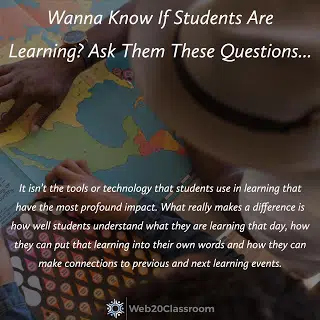 Wanna Know If Students Are
Learning? Ask Them These Questions...
It isn't the tools or technology that students use in learning that
have the most profound impact. What really makes a difference is
how well students understand what they are learning that day, how
they can put that learning into their own words and how they can
make connections to previous and next learning events.
Web20Classroom